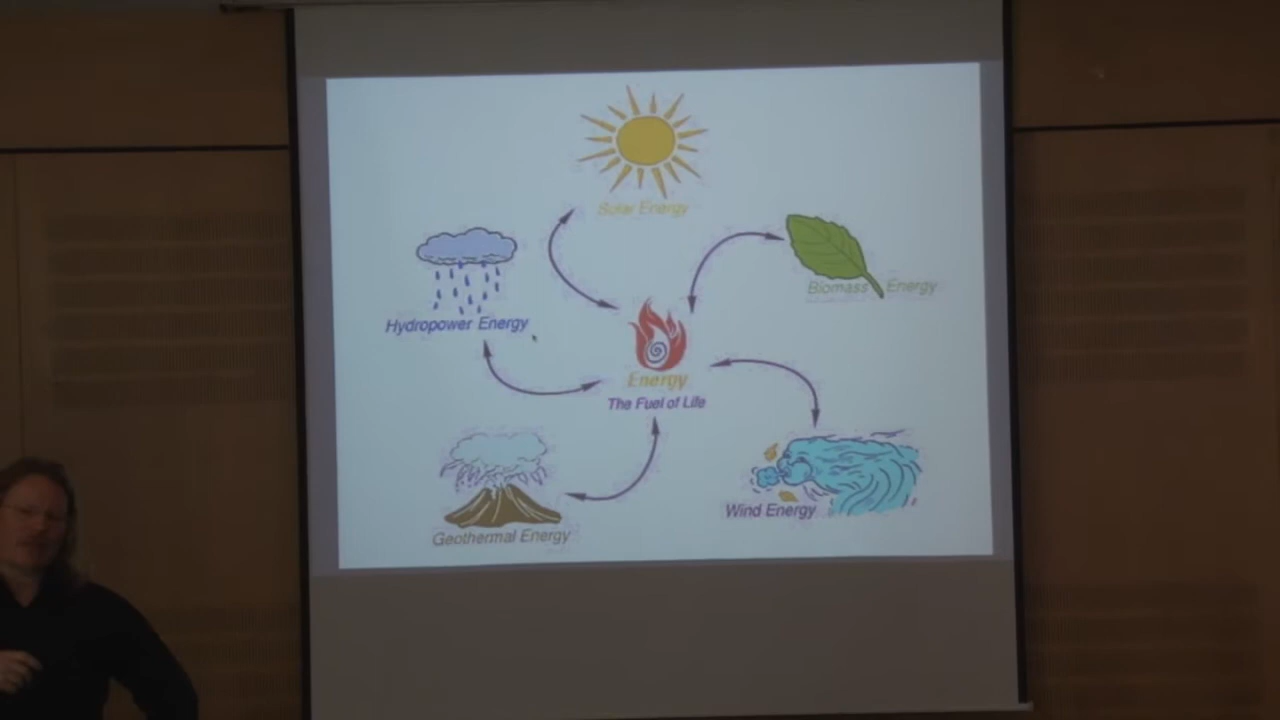 Solar Energy
Biomass Energy
Hydropower Energy
Energy
The Fuel of Life
Wind Energy
Geothermal Energy